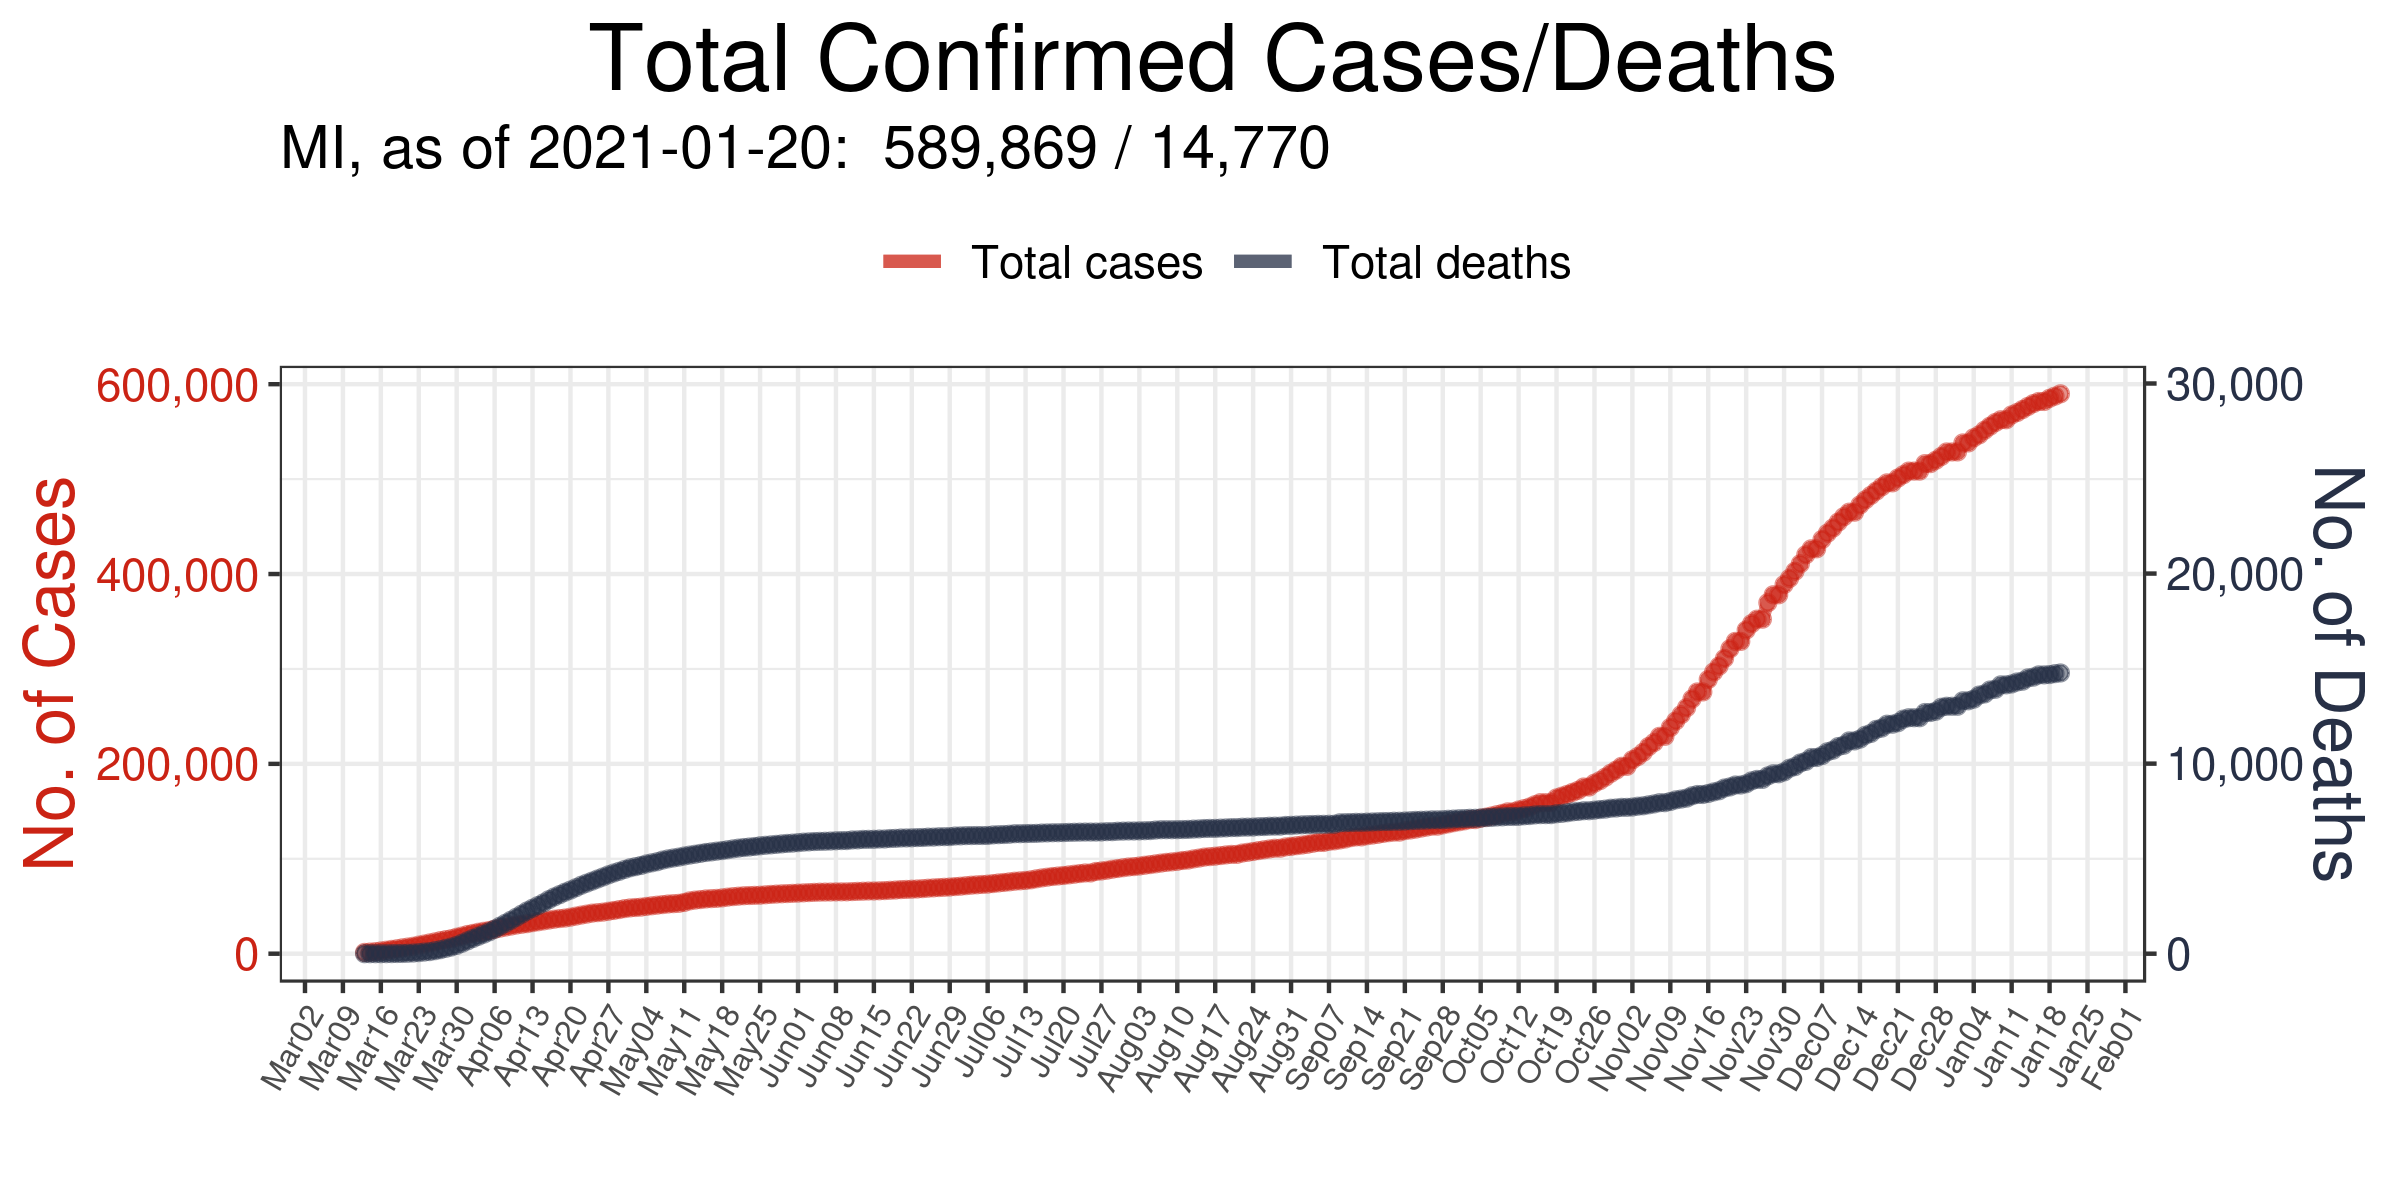 Total Confirmed Cases/Deaths
MI, as of 2021-01-20:  589,869 / 14,770
Total cases
Total deaths
No. of Cases
600,000
400,000
200,000
0
30,000
20,000
10,000
0
No. of Deaths
Mar02
Mar09
Mar16
Mar23
Mar30
Apr06
Apr13
Apr20
Apr27
May04
May11
May18
May25
Jun01
Jun08
Jun15
Jun22
Jun29
Jul06
Jul13
Jul20
Jul27
Aug03
Aug10
Aug17
Aug24
Aug31
Sep07
Sep14
Sep21
Sep28
Oct05
Oct12
Oct19
Oct26
Nov02
Nov09
Nov16
Nov23
Nov30
Dec07
Dec14
Dec21
Dec28
Jan04
Jan11
Jan18
Jan25
Feb01